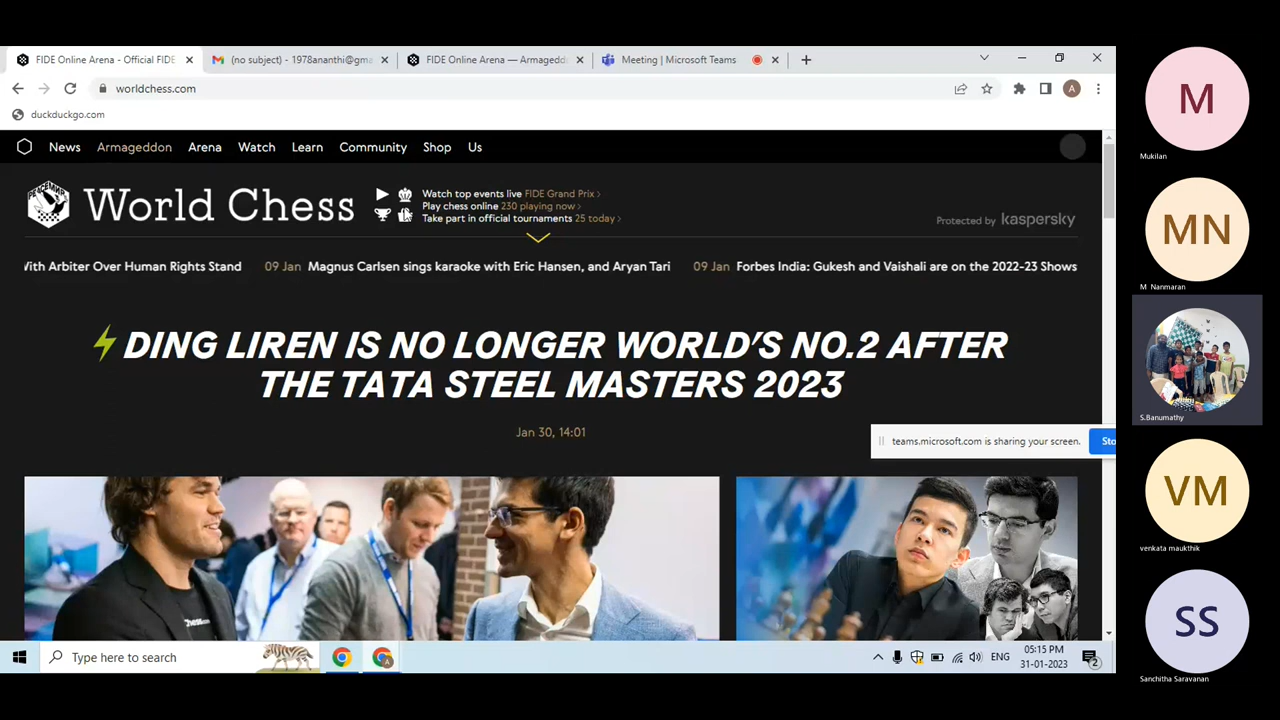 FIDE Online Arena - Official FIDE
(no subject) - 1978ananthi@gma
FIDE Online Arena — Armagedd
Meeting | Microsoft Teams
worldchess.com
A
duckduckgo.com
News Armageddon Arena Watch Learn Community Shop Us
World Chess
Watch top events live FIDE Grand Prix >
Play chess online 230 playing now >
Take part in official tournaments 25 today >
Protected by kaspersky
With Arbiter Over Human Rights Stand 09 Jan Magnus Carlsen sings karaoke with Eric Hansen, and Aryan Tari 09 Jan Forbes India: Gukesh and Vaishali are on the 2022-23 Shows
DING LIREN IS NO LONGER WORLD'S NO.2 AFTER
THE TATA STEEL MASTERS 2023
Jan 30, 14:01
teams.microsoft.com is sharing your screen. Sto
Chess.com
Type here to search
ENG
05:15 PM
31-01-2023
2
M
Mukilan
MN
M Nanmaran
S.Banumathy
VM
venkata maukthik
SS
Sanchitha Saravanan